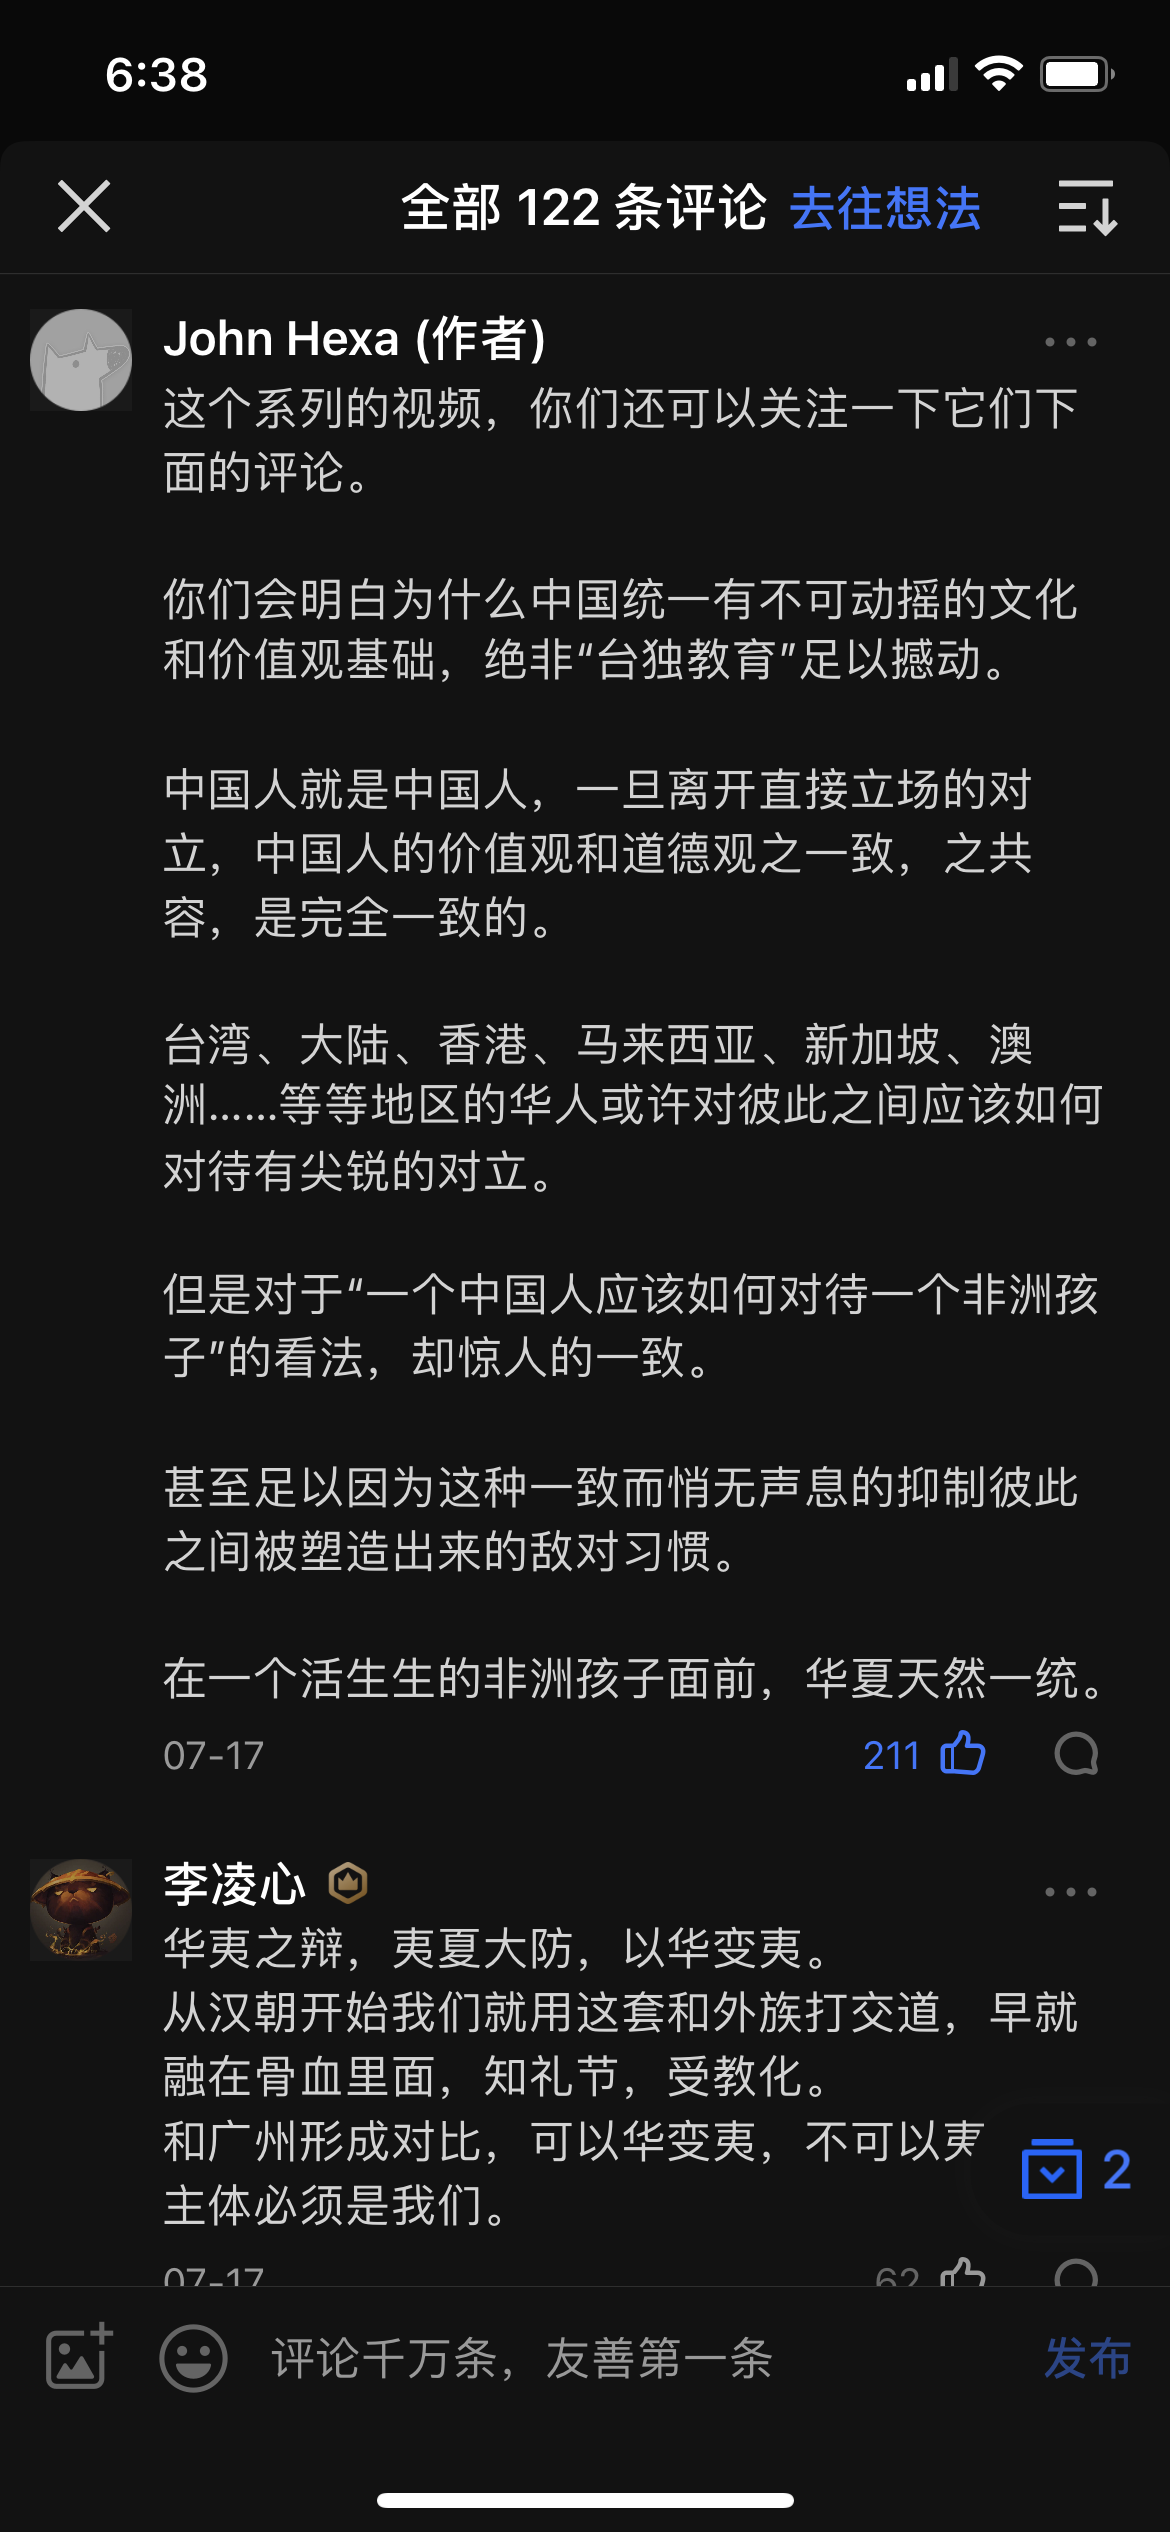 6:38
全部 122 条评论 去往想法
John Hexa (作者)
这个系列的视频，你们还可以关注一下它们下
面的评论。
你们会明白为什么中国统一有不可动摇的文化
和价值观基础，绝非“台独教育”足以撼动。
中国人就是中国人，一旦离开直接立场的对
立，中国人的价值观和道德观之一致，之共
容，是完全一致的。
台湾、大陆、香港、马来西亚、新加坡、澳
洲……等等地区的华人或许对彼此之间应该如何
对待有尖锐的对立。
但是对于“一个中国人应该如何对待一个非洲孩
子”的看法，却惊人的一致。
甚至足以因为这种一致而悄无声息的抑制彼此
之间被塑造出来的敌对习惯。
在一个活生生的非洲孩子面前，华夏天然一统。
07-17 211
李凌心
华夷之辩，夷夏大防，以华变夷。
从汉朝开始我们就用这套和外族打交道，早就
融在骨血里面，知礼节，受教化。
和广州形成对比，可以华变夷，不可以夷
主体必须是我们。
2
07-17 62
评论千万条，友善第一条 发布